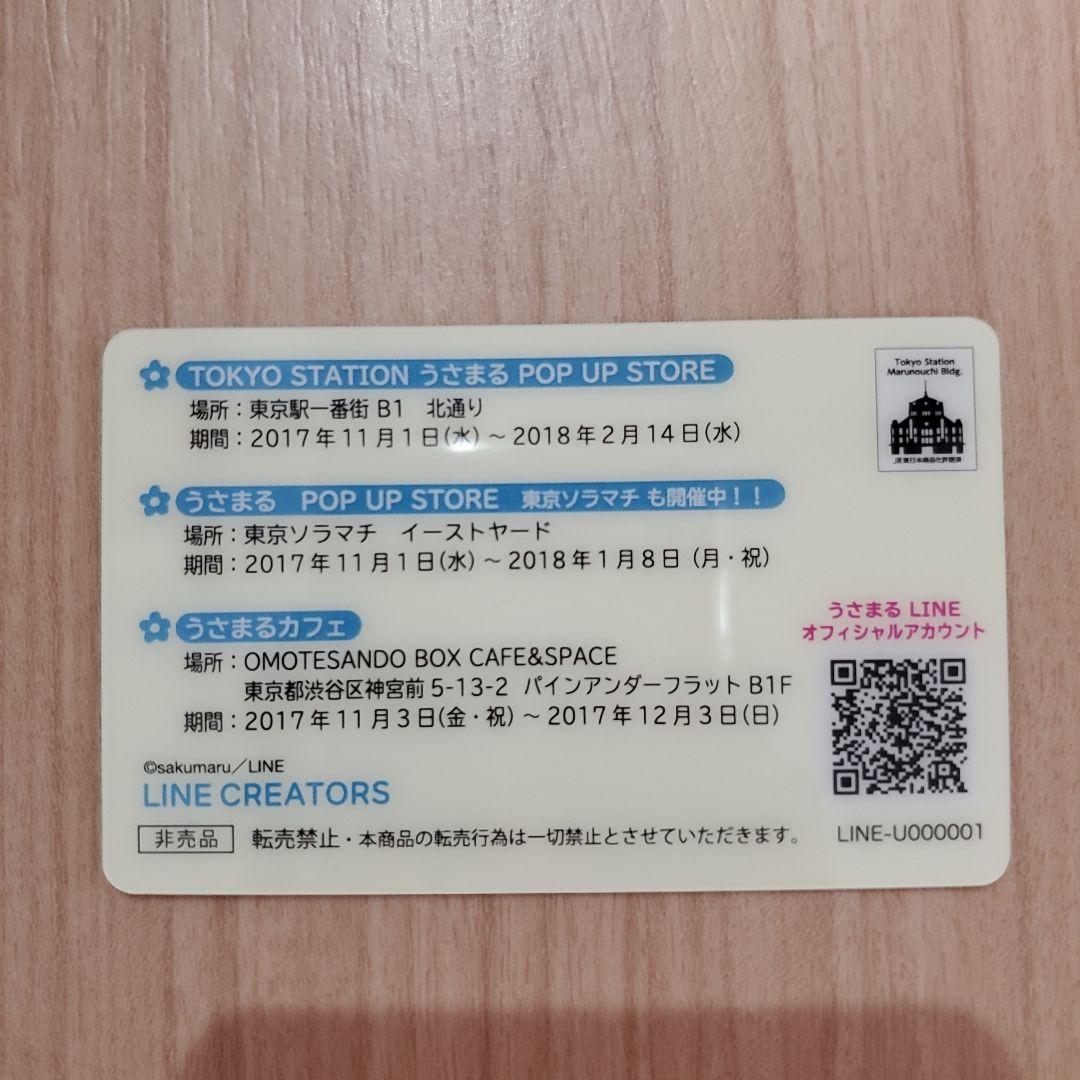 TOKYO STATION うさまる POP UP STORE
場所：東京駅一番街 B1　北通り
期間：2017年11月1日(水) ～ 2018年2月14日(水)
Tokyo Station
Marunouchi Bldg.
JR東日本商品化許諾済
うさまる　POP UP STORE　東京ソラマチ も開催中！！
場所：東京ソラマチ　イーストヤード
期間：2017年11月1日(水) ～ 2018年1月8日 (月・祝)
うさまるカフェ
場所：OMOTESANDO BOX CAFE&SPACE
東京都渋谷区神宮前 5-13-2 パインアンダーフラット B1F
期間：2017年11月3日(金・祝) ～ 2017年12月3日(日)
うさまる LINE
オフィシャルアカウント
©sakumaru／LINE
LINE CREATORS
非売品　転売禁止・本商品の転売行為は一切禁止とさせていただきます。
LINE-U000001